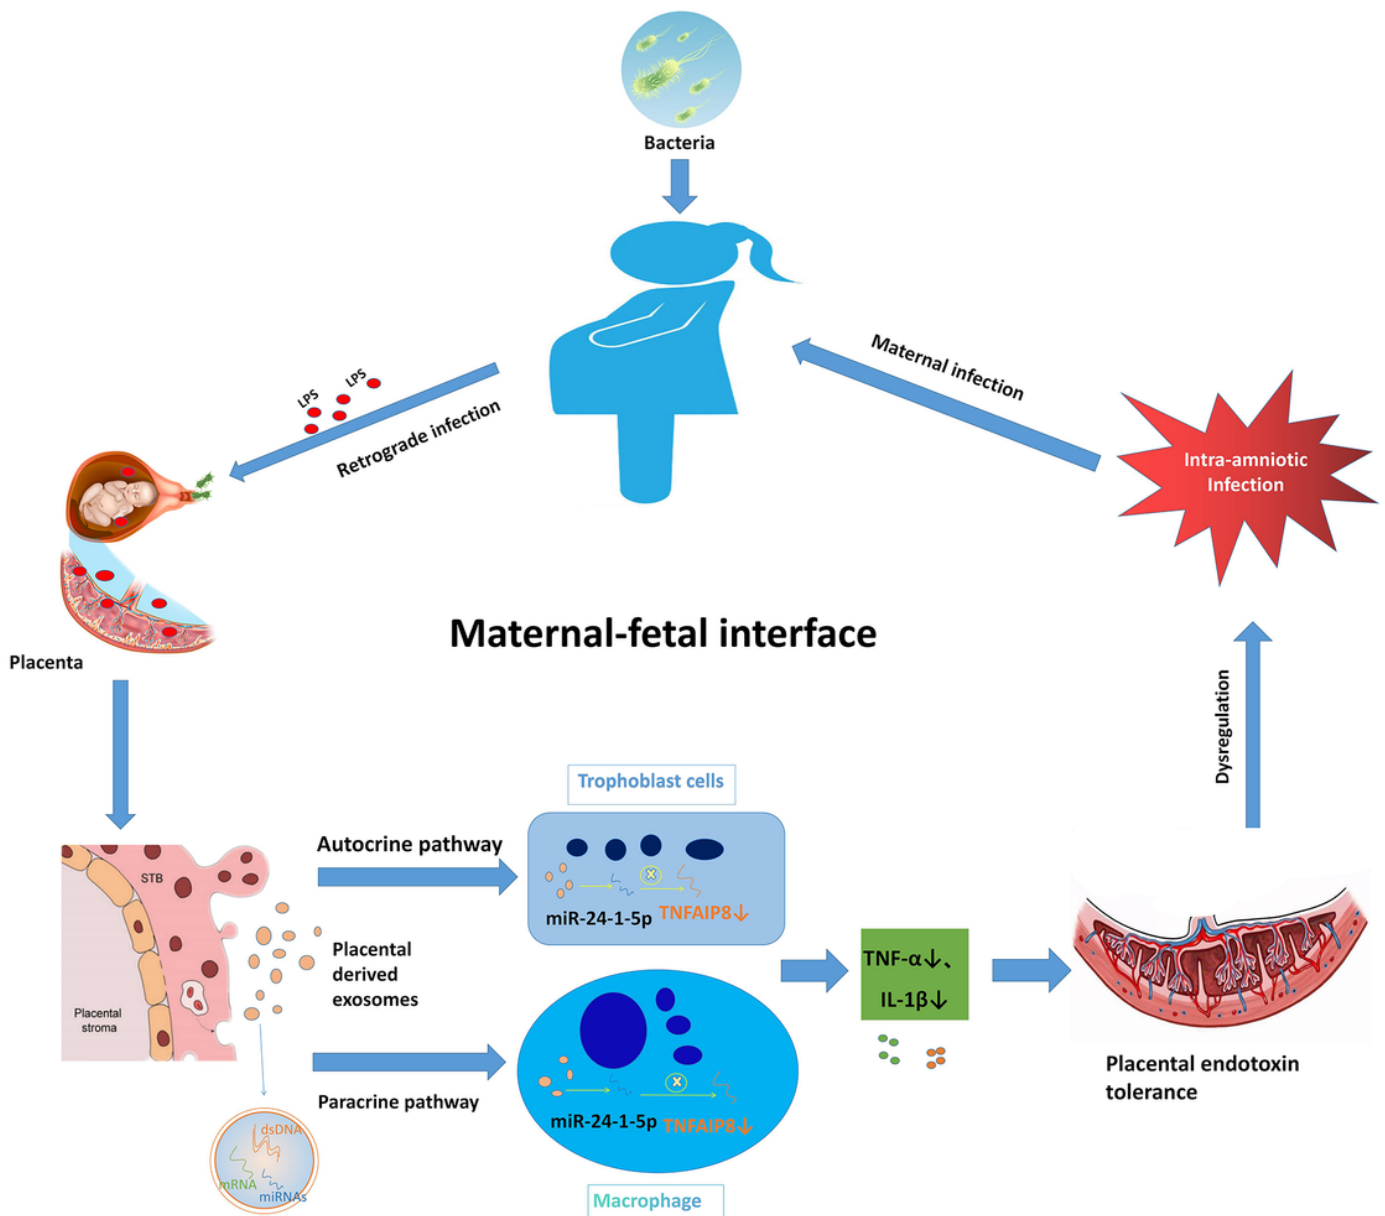 Bacteria
LPS
LPS
Retrograde infection
Maternal infection
Intra-amniotic
Infection
Placenta
Maternal-fetal interface
Dysregulation
Trophoblast cells
Autocrine pathway
STB
X
miR-24-1-5p TNFAIP8↓
Placental
derived
exosomes
Placental
stroma
TNF-α↓、
IL-1β↓
Placental endotoxin
tolerance
Paracrine pathway
X
miR-24-1-5p TNFAIP8↓
dsDNA
mRNA
miRNAs
Macrophage